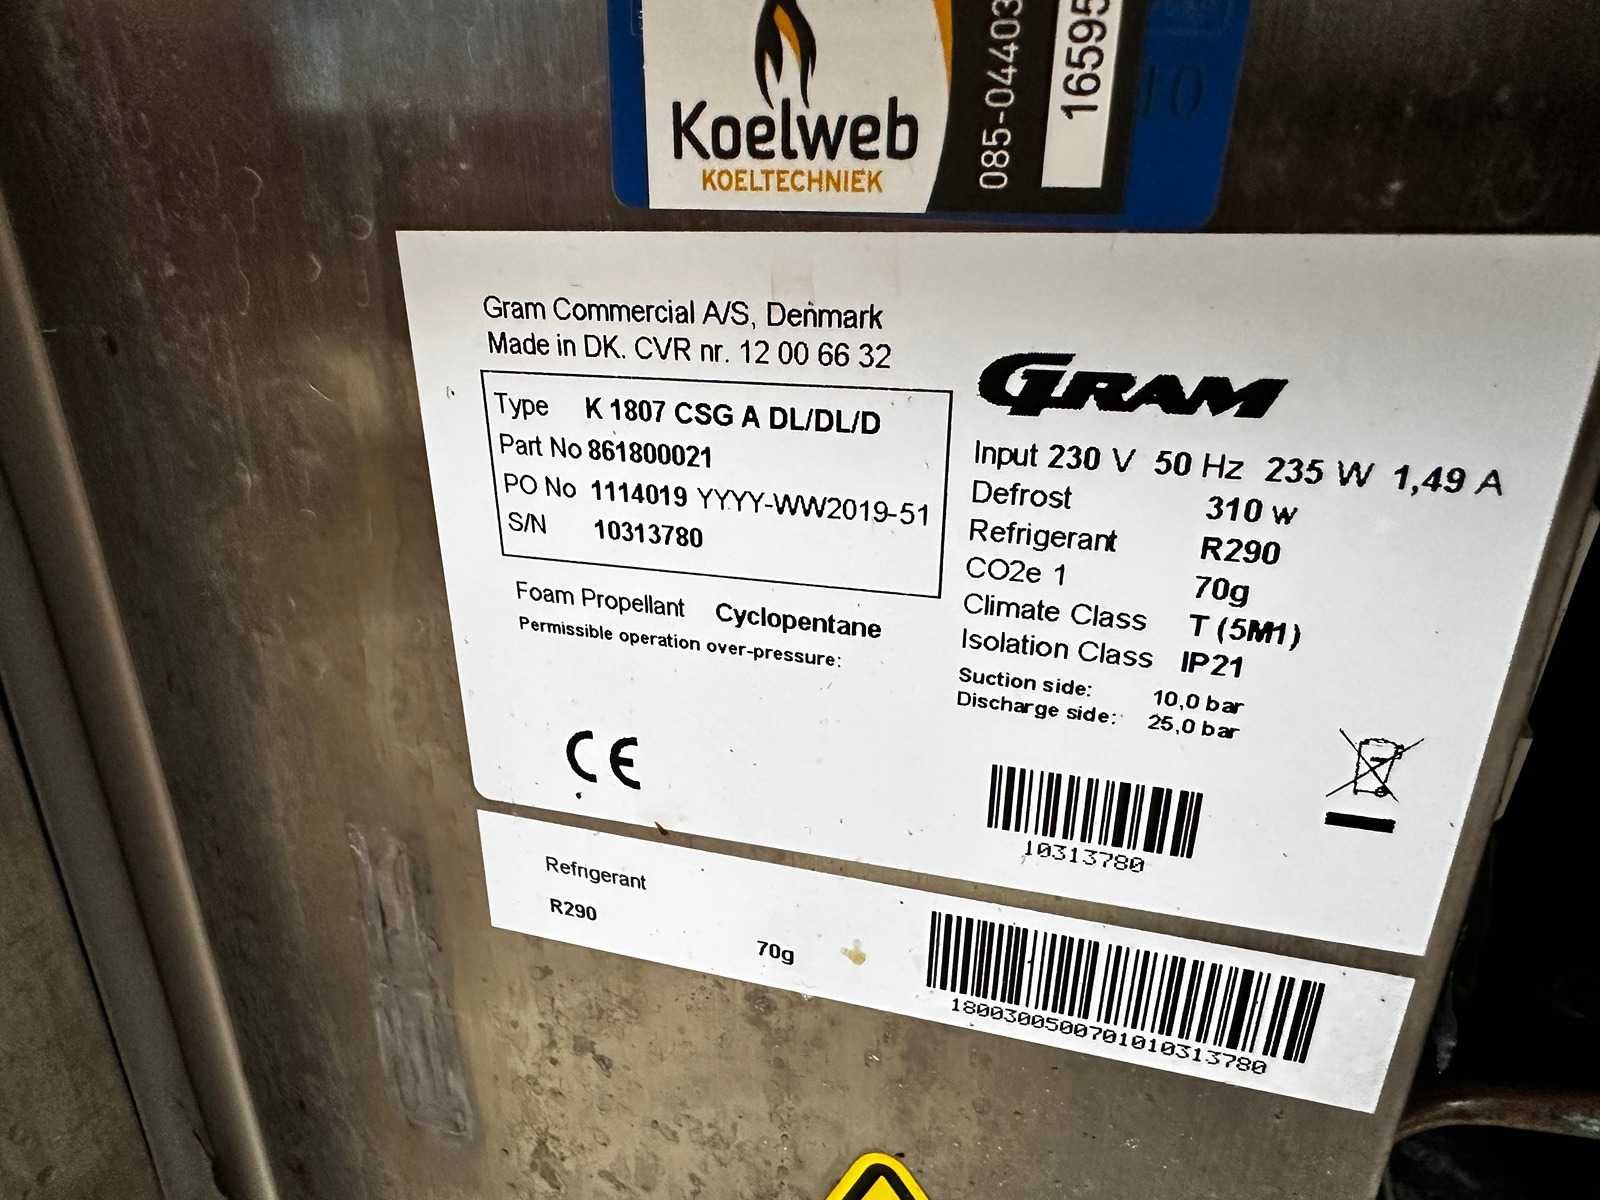 Koelweb
KOELTECHNIEK
085-04403
16595
10
Gram Commercial A/S, Denmark
Made in DK. CVR nr. 12 00 66 32
Type K 1807 CSG A DL/DL/D
Part No 861800021
PO No 1114019 YYYY-WW2019-51
S/N 10313780
Foam Propellant Cyclopentane
Permissible operation over-pressure:
CE
GRAM
Input 230 V 50 Hz 235 W 1,49 A
Defrost 310 w
Refrigerant R290
CO2e 1 70g
Climate Class T (5M1)
Isolation Class IP21
Suction side: 10,0 bar
Discharge side: 25,0 bar
10313780
Refrigerant
R290
70g
1800300500701010313780